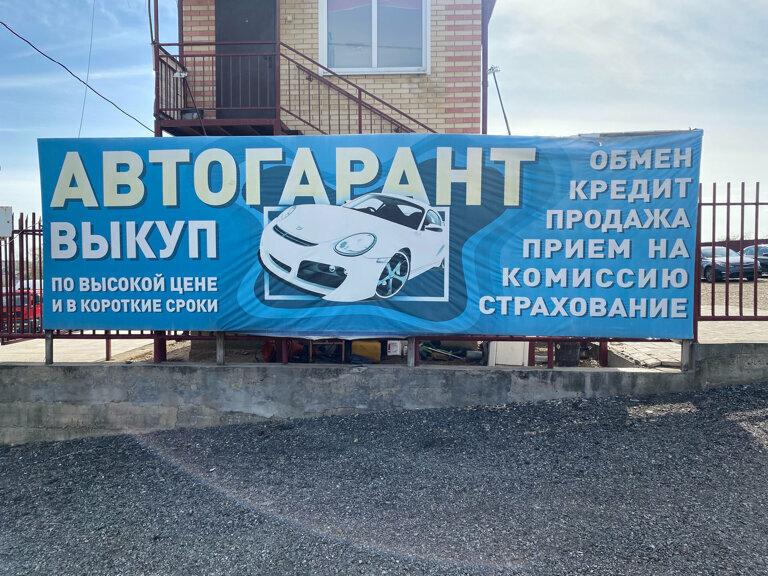 АВТОГАРАНТ
ВЫКУП
ПО ВЫСОКОЙ ЦЕНЕ
И В КОРОТКИЕ СРОКИ
ОБМЕН
КРЕДИТ
ПРОДАЖА
ПРИЕМ НА
КОМИССИЮ
СТРАХОВАНИЕ